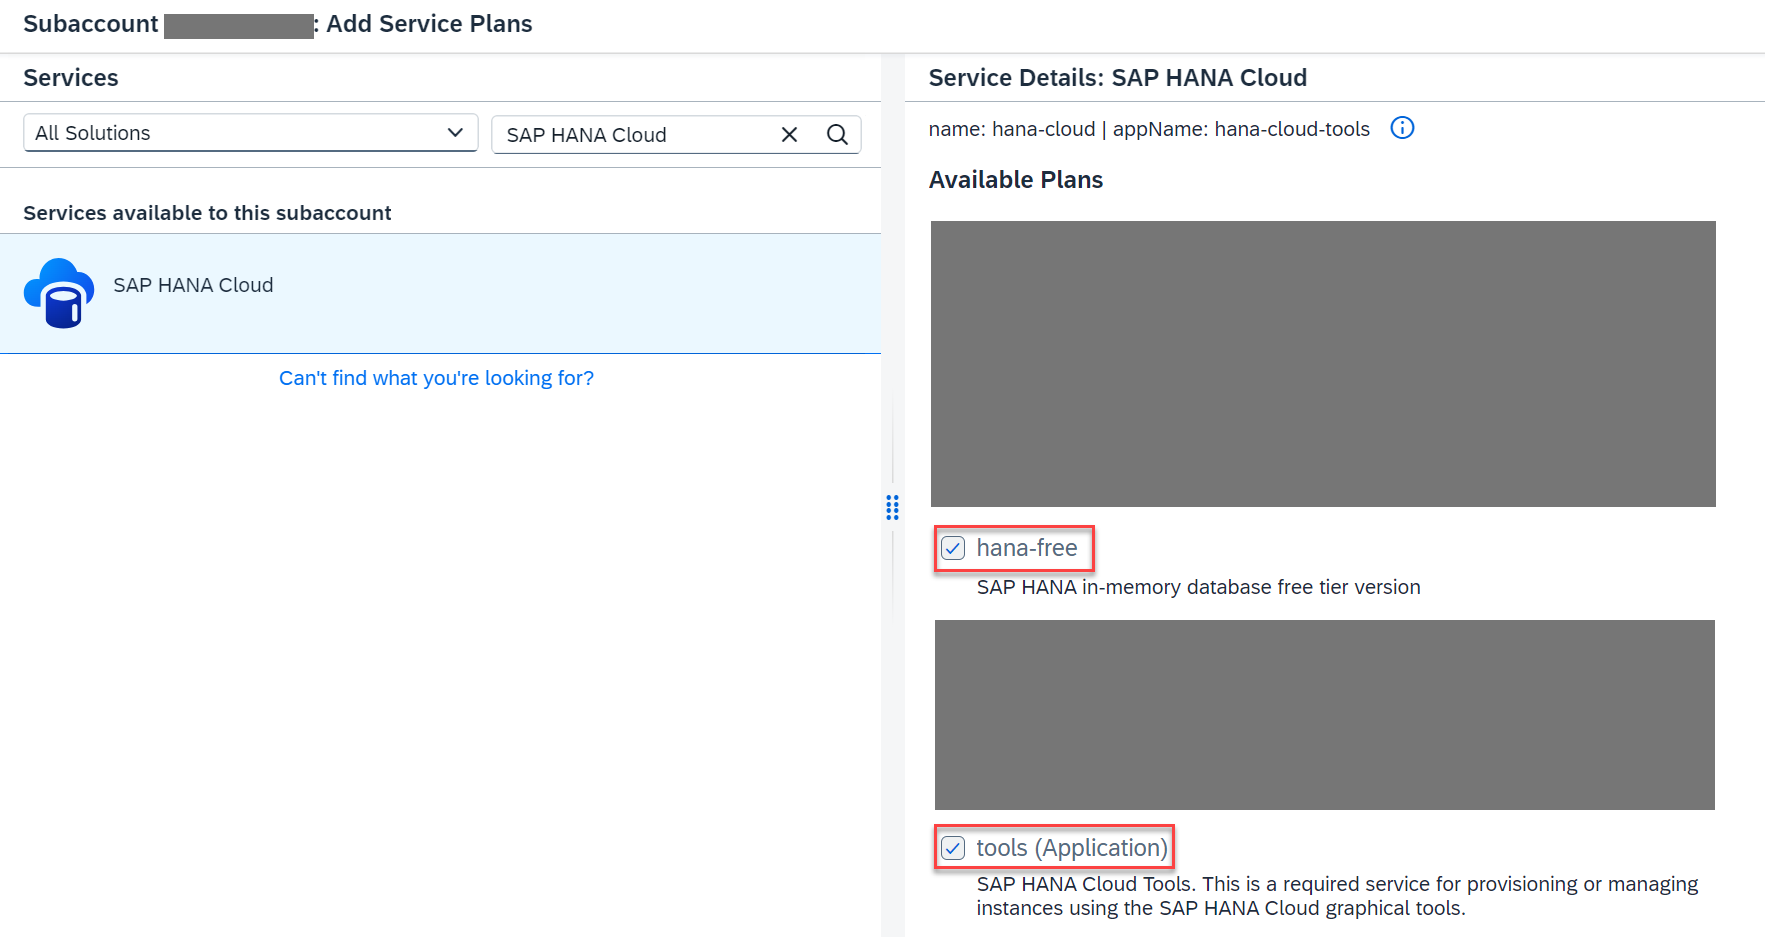 Subaccount : Add Service Plans
Services
All Solutions
SAP HANA Cloud
Services available to this subaccount
SAP HANA Cloud
Can't find what you're looking for?
Service Details: SAP HANA Cloud
name: hana-cloud | appName: hana-cloud-tools
Available Plans
hana-free
SAP HANA in-memory database free tier version
tools (Application)
SAP HANA Cloud Tools. This is a required service for provisioning or managing
instances using the SAP HANA Cloud graphical tools.